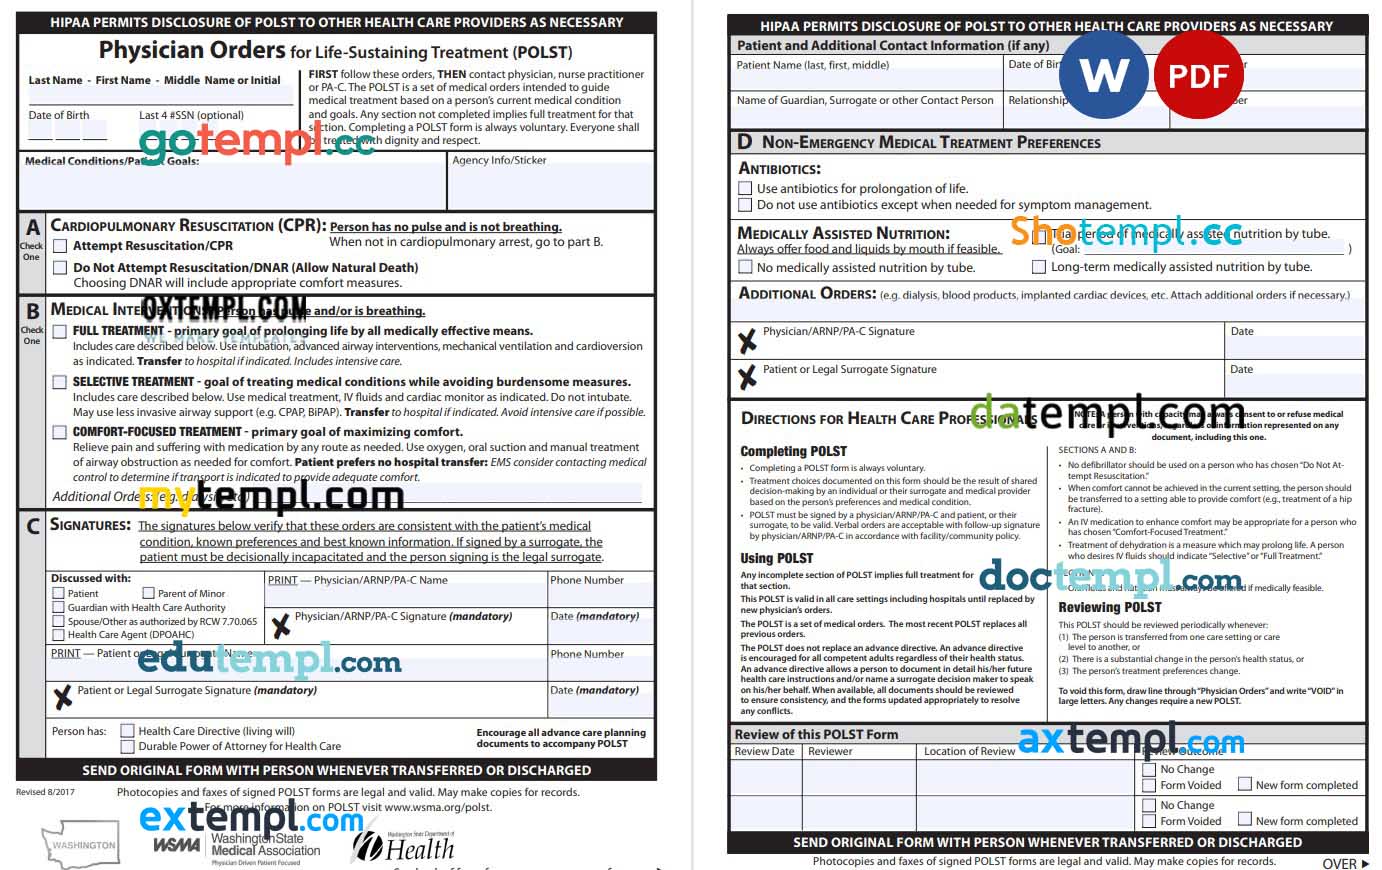 HIPAA PERMITS DISCLOSURE OF POLST TO OTHER HEALTH CARE PROVIDERS AS NECESSARY
Physician Orders for Life-Sustaining Treatment (POLST)
Last Name - First Name - Middle Name or Initial
Date of Birth
Last 4 #SSN (optional)
FIRST follow these orders, THEN contact physician, nurse practitioner
or PA-C. The POLST is a set of medical orders intended to guide
medical treatment based on a person's current medical condition
and goals. Any section not completed implies full treatment for that
section. Completing a POLST form is always voluntary. Everyone shall
be treated with dignity and respect.
gotempl.cc
Medical Conditions/Patient Goals:
Agency Info/Sticker
A
Check
One
CARDIOPULMONARY RESUSCITATION (CPR): Person has no pulse and is not breathing.
When not in cardiopulmonary arrest, go to part B.
Attempt Resuscitation/CPR
Do Not Attempt Resuscitation/DNAR (Allow Natural Death)
Choosing DNAR will include appropriate comfort measures.
B
Check
One
MEDICAL INTERVENTIONS: Person has pulse and/or is breathing.
OXTEMPL.COM
WE MAKE TEMPLATES
FULL TREATMENT - primary goal of prolonging life by all medically effective means.
Includes care described below. Use intubation, advanced airway interventions, mechanical ventilation and cardioversion
as indicated. Transfer to hospital if indicated. Includes intensive care.
SELECTIVE TREATMENT - goal of treating medical conditions while avoiding burdensome measures.
Includes care described below. Use medical treatment, IV fluids and cardiac monitor as indicated. Do not intubate.
May use less invasive airway support (e.g. CPAP, BiPAP). Transfer to hospital if indicated. Avoid intensive care if possible.
COMFORT-FOCUSED TREATMENT - primary goal of maximizing comfort.
Relieve pain and suffering with medication by any route as needed. Use oxygen, oral suction and manual treatment
of airway obstruction as needed for comfort. Patient prefers no hospital transfer: EMS consider contacting medical
control to determine if transport is indicated to provide adequate comfort.
Additional Orders: (e.g. dialysis, etc.)
mytempl.com
C
SIGNATURES: The signatures below verify that these orders are consistent with the patient's medical
condition, known preferences and best known information. If signed by a surrogate, the
patient must be decisionally incapacitated and the person signing is the legal surrogate.
Discussed with:
Patient
Parent of Minor
Guardian with Health Care Authority
Spouse/Other as authorized by RCW 7.70.065
Health Care Agent (DPOAHC)
PRINT — Physician/ARNP/PA-C Name
Phone Number
✘ Physician/ARNP/PA-C Signature (mandatory)
Date (mandatory)
PRINT — Patient or Legal Surrogate Name
Phone Number
edutempl.com
✘ Patient or Legal Surrogate Signature (mandatory)
Date (mandatory)
Person has:
Health Care Directive (living will)
Durable Power of Attorney for Health Care
Encourage all advance care planning
documents to accompany POLST
SEND ORIGINAL FORM WITH PERSON WHENEVER TRANSFERRED OR DISCHARGED
Revised 8/2017
Photocopies and faxes of signed POLST forms are legal and valid. May make copies for records.
For more information on POLST visit www.wsma.org/polst.
extempl.com
WASHINGTON
WSMA
Washington State
Medical Association
Physician Driven Patient Focused
Washington State Department of
Health
HIPAA PERMITS DISCLOSURE OF POLST TO OTHER HEALTH CARE PROVIDERS AS NECESSARY
Patient and Additional Contact Information (if any)
W
PDF
Patient Name (last, first, middle)
Date of Birth
Name of Guardian, Surrogate or other Contact Person
Relationship
D NON-EMERGENCY MEDICAL TREATMENT PREFERENCES
ANTIBIOTICS:
Use antibiotics for prolongation of life.
Do not use antibiotics except when needed for symptom management.
MEDICALLY ASSISTED NUTRITION:
Always offer food and liquids by mouth if feasible.
No medically assisted nutrition by tube.
Trial period of medically assisted nutrition by tube.
(Goal: )
Long-term medically assisted nutrition by tube.
Shotempl.cc
ADDITIONAL ORDERS: (e.g. dialysis, blood products, implanted cardiac devices, etc. Attach additional orders if necessary.)
✘ Physician/ARNP/PA-C Signature
Date
✘ Patient or Legal Surrogate Signature
Date
datempl.com
DIRECTIONS FOR HEALTH CARE PROFESSIONALS
NOTE: A person with capacity may always consent to or refuse medical
care or interventions, regardless of information represented on any
document, including this one.
Completing POLST
• Completing a POLST form is always voluntary.
• Treatment choices documented on this form should be the result of shared
decision-making by an individual or their surrogate and medical provider
based on the person's preferences and medical condition.
• POLST must be signed by a physician/ARNP/PA-C and patient, or their
surrogate, to be valid. Verbal orders are acceptable with follow-up signature
by physician/ARNP/PA-C in accordance with facility/community policy.
Using POLST
Any incomplete section of POLST implies full treatment for
that section.
This POLST is valid in all care settings including hospitals until replaced by
new physician's orders.
The POLST is a set of medical orders. The most recent POLST replaces all
previous orders.
The POLST does not replace an advance directive. An advance directive
is encouraged for all competent adults regardless of their health status.
An advance directive allows a person to document in detail his/her future
health care instructions and/or name a surrogate decision maker to speak
on his/her behalf. When available, all documents should be reviewed
to ensure consistency, and the forms updated appropriately to resolve
any conflicts.
SECTIONS A AND B:
• No defibrillator should be used on a person who has chosen "Do Not At-
tempt Resuscitation."
• When comfort cannot be achieved in the current setting, the person should
be transferred to a setting able to provide comfort (e.g., treatment of a hip
fracture).
• An IV medication to enhance comfort may be appropriate for a person who
has chosen "Comfort-Focused Treatment."
• Treatment of dehydration is a measure which may prolong life. A person
who desires IV fluids should indicate "Selective" or "Full Treatment."
doctempl.com
Oral fluids and nutrition must always be offered if medically feasible.
Reviewing POLST
This POLST should be reviewed periodically whenever:
(1) The person is transferred from one care setting or care
level to another, or
(2) There is a substantial change in the person's health status, or
(3) The person's treatment preferences change.
To void this form, draw line through "Physician Orders" and write "VOID" in
large letters. Any changes require a new POLST.
Review of this POLST Form
axtempl.com
Review Date
Reviewer
Location of Review
Review Outcome
No Change
Form Voided
New form completed
No Change
Form Voided
New form completed
SEND ORIGINAL FORM WITH PERSON WHENEVER TRANSFERRED OR DISCHARGED
Photocopies and faxes of signed POLST forms are legal and valid. May make copies for records.
OVER ▶